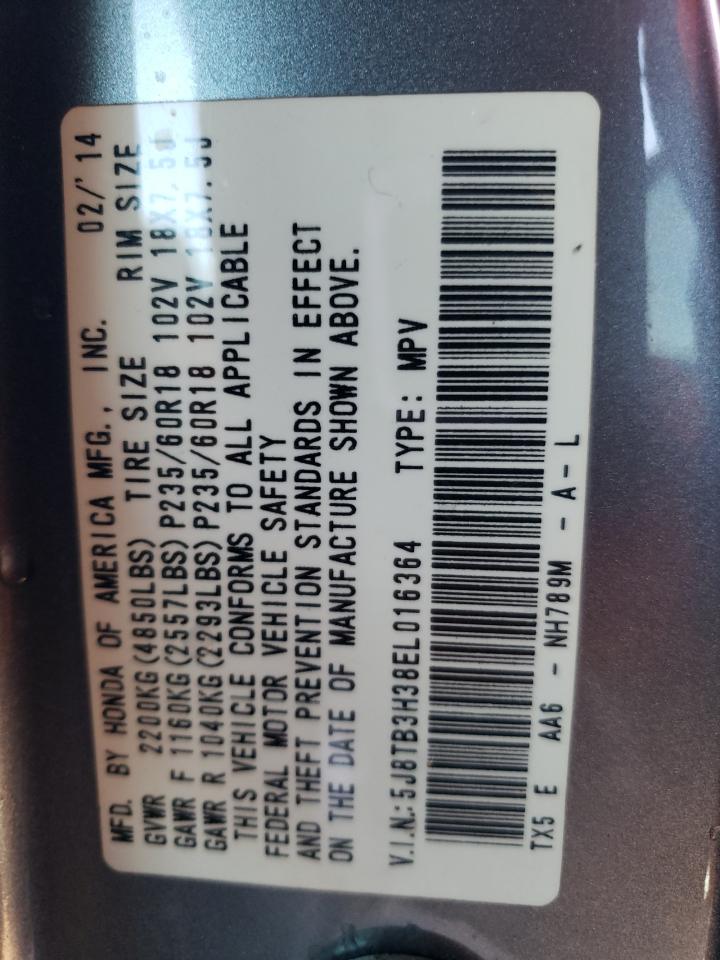 MFD. BY HONDA OF AMERICA MFG., INC. 02/'14
GVWR 2200KG(4850LBS) TIRE SIZE RIM SIZE
GAWR F 1160KG(2557LBS) P235/60R18 102V 18X7.5J
GAWR R 1040KG(2293LBS) P235/60R18 102V 18X7.5J
THIS VEHICLE CONFORMS TO ALL APPLICABLE
FEDERAL MOTOR VEHICLE SAFETY
AND THEFT PREVENTION STANDARDS IN EFFECT
ON THE DATE OF MANUFACTURE SHOWN ABOVE.
V.I.N.: 5J8TB3H38EL016364 TYPE: MPV
TX5 E AA6 - NH789M - A - L